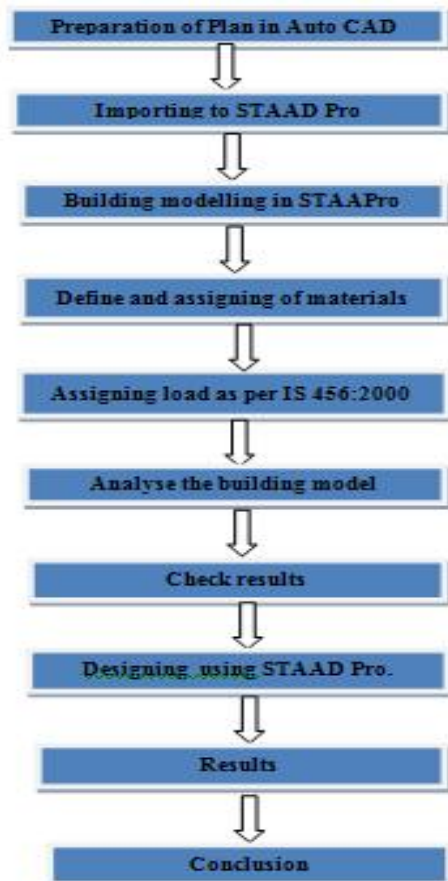 Preparation of Plan in Auto CAD
Importing to STAAD Pro
Building modelling in STAAPro
Define and assigning of materials
Assigning load as per IS 456:2000
Analyse the building model
Check results
Designing using STAAD Pro.
Results
Conclusion